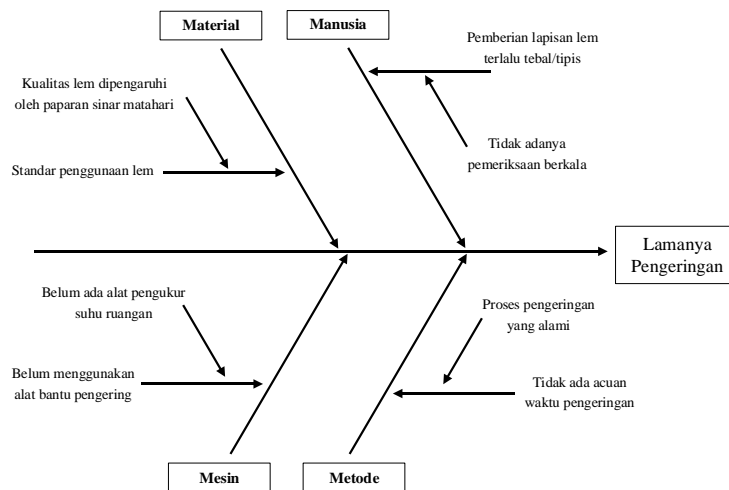 Material
Manusia
Pemberian lapisan lem
terlalu tebal/tipis
Kualitas lem dipengaruhi
oleh paparan sinar matahari
Tidak adanya
pemeriksaan berkala
Standar penggunaan lem
Lamanya
Pengeringan
Belum ada alat pengukur
suhu ruangan
Proses pengeringan
yang alami
Belum menggunakan
alat bantu pengering
Tidak ada acuan
waktu pengeringan
Mesin
Metode